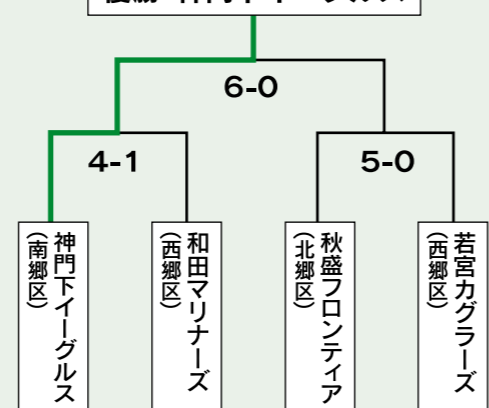 6-0
4-1
5-0
神門下イーグルス
(南郷区)
和田マリナーズ
(西郷区)
秋盛フロンティア
(北郷区)
若宮カグラーズ
(西郷区)